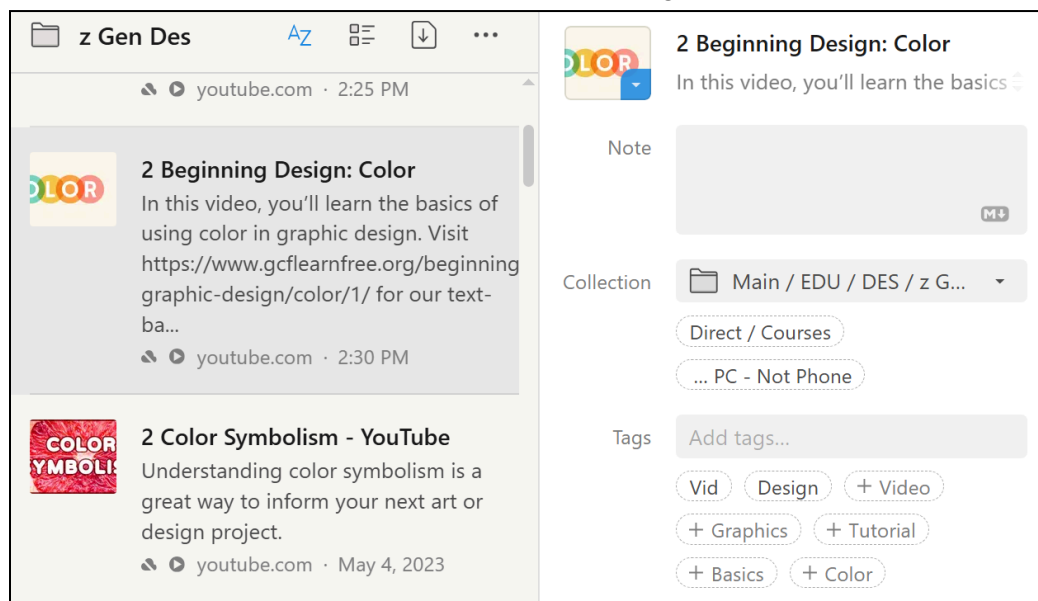 z Gen Des
AZ
...
youtube.com · 2:25 PM
OLOR
2 Beginning Design: Color
In this video, you’ll learn the basics of
using color in graphic design. Visit
https://www.gcflearnfree.org/beginning
graphic-design/color/1/ for our text-
ba...
youtube.com · 2:30 PM
COLOR
YMBOLI
2 Color Symbolism - YouTube
Understanding color symbolism is a
great way to inform your next art or
design project.
youtube.com · May 4, 2023
OLOR
2 Beginning Design: Color
In this video, you’ll learn the basics
Note
M
Collection
Main / EDU / DES / z G...
Direct / Courses
... PC - Not Phone
Tags
Add tags...
Vid Design + Video
+ Graphics + Tutorial
+ Basics + Color